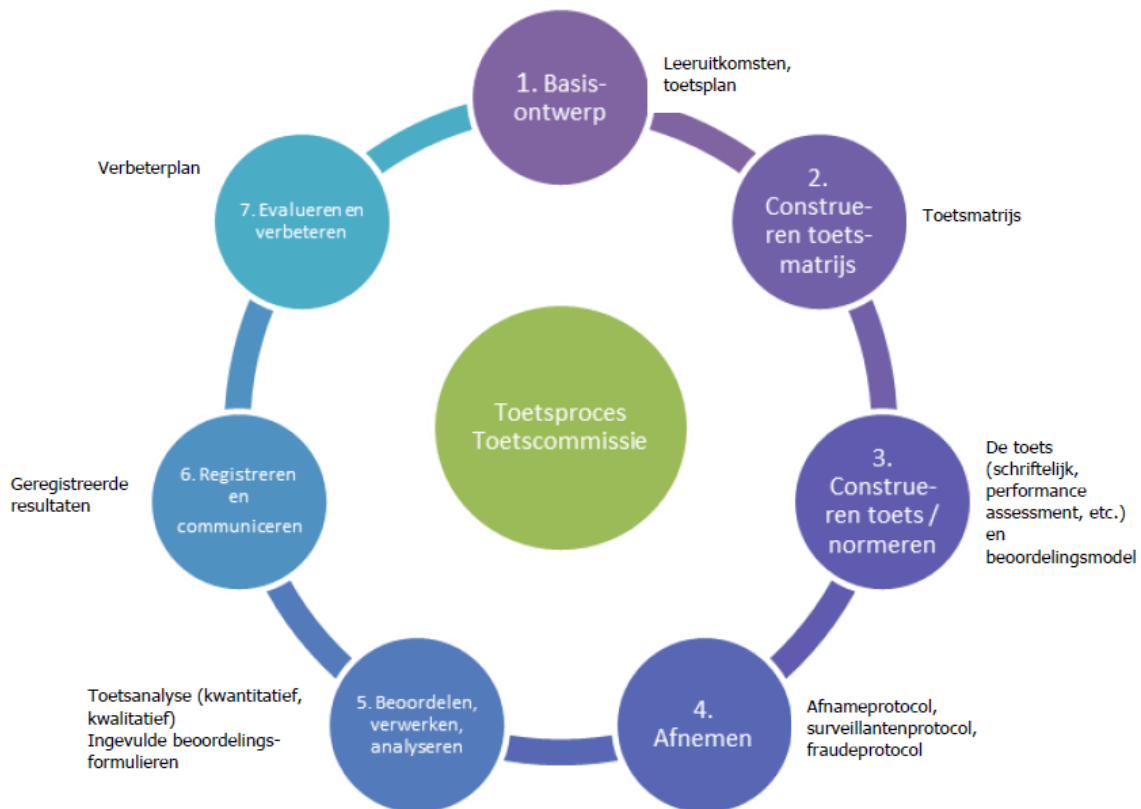 1. Basis-
ontwerp
Leeruitkomsten,
toetsplan
2.
Construe-
ren toets-
matrijs
Toetsmatrijs
3.
Construe-
ren toets /
normeren
De toets
(schriftelijk,
performance
assessment, etc.)
en
beoordelingsmodel
4.
Afnemen
Afnameprotocol,
surveillantenprotocol,
fraudeprotocol
5. Beoordelen,
verwerken,
analyseren
Toetsanalyse (kwantitatief,
kwalitatief)
Ingevulde beoordelings-
formulieren
6. Registreren
en
communiceren
Geregistreerde
resultaten
7. Evalueren en
verbeteren
Verbeterplan
Toetsproces
Toetscommissie